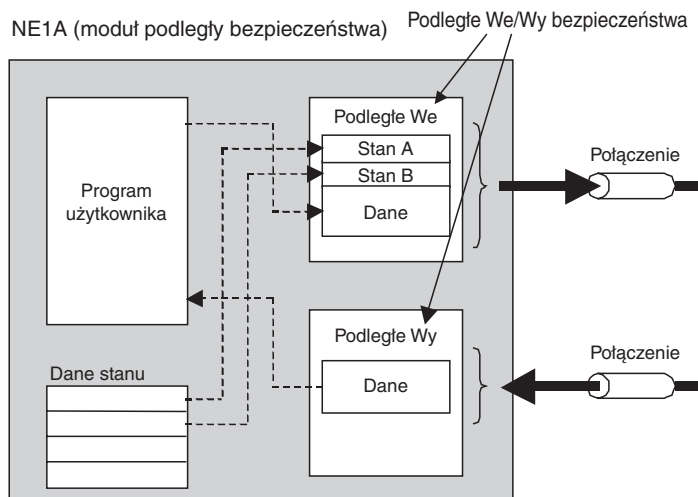 NE1A (moduł podległy bezpieczeństwa)
Podległe We/Wy bezpieczeństwa
Program
użytkownika
Podległe We
Stan A
Stan B
Dane
Połączenie
Podległe Wy
Dane
Połączenie
Dane stanu